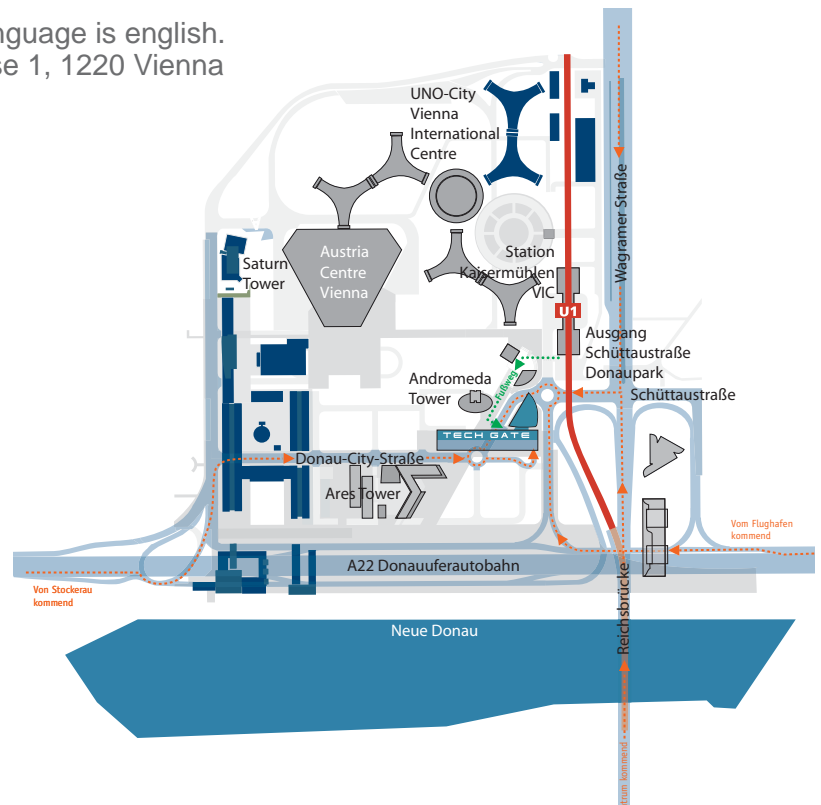 nguage is english.
se 1, 1220 Vienna
UNO-City
Vienna
International
Centre
Wagramer Straße
Saturn
Tower
Austria
Centre
Vienna
Station
Kaisermühlen
VIC
U1
Ausgang
Schüttaustraße
Donaupark
Fußweg
Andromeda
Tower
Schüttaustraße
TECH GATE
Donau-City-Straße
Ares Tower
Vom Flughafen
kommend
A22 Donauuferautobahn
Von Stockerau
kommend
Reichsbrücke
Neue Donau
trum kommend